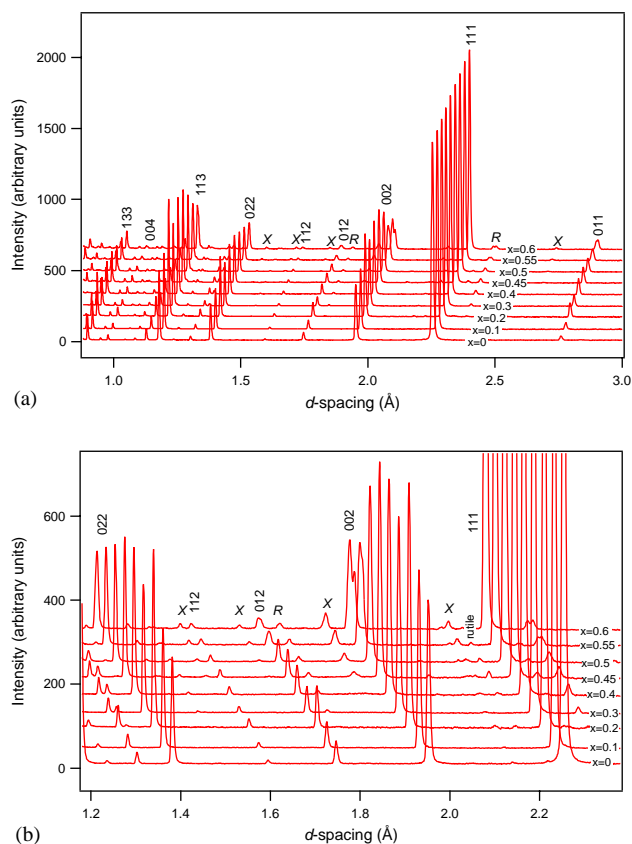 (a)
Intensity (arbitrary units)
2000
1500
1000
500
0
133
004
113
022
X
X
112
X
012
R
002
111
R
X
011
x=0.6
x=0.55
x=0.5
x=0.45
x=0.4
x=0.3
x=0.2
x=0.1
x=0
1.0
1.5
2.0
2.5
3.0
d-spacing (Å)
(b)
Intensity (arbitrary units)
600
400
200
0
022
X
112
X
012
R
X
002
X
rutile
111
x=0.6
x=0.55
x=0.5
x=0.45
x=0.4
x=0.3
x=0.2
x=0.1
x=0
1.2
1.4
1.6
1.8
2.0
2.2
d-spacing (Å)